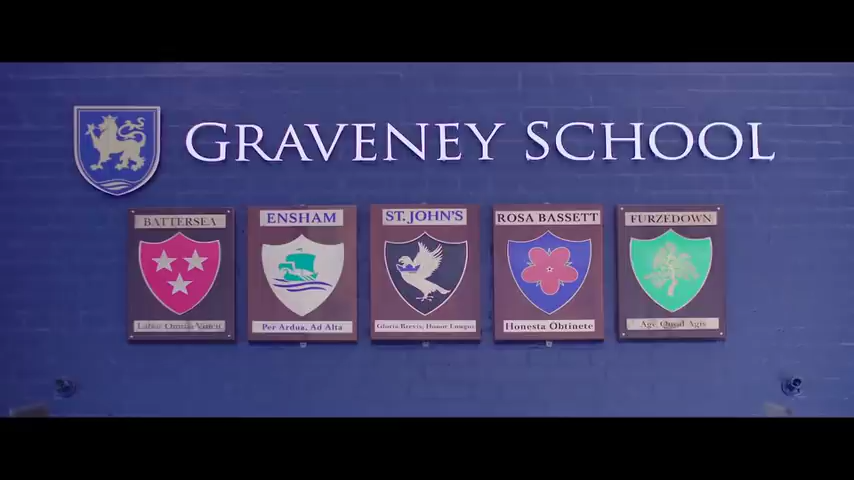 GRAVENEY SCHOOL
BATTERSEA
ENSHAM
ST. JOHN'S
ROSA BASSETT
FURZEDOWN
Labor Omnia Vincit
Per Ardua, Ad Alta
Gloria Brevis, Honor Longus
Honesta Obtinete
Age Quod Agis